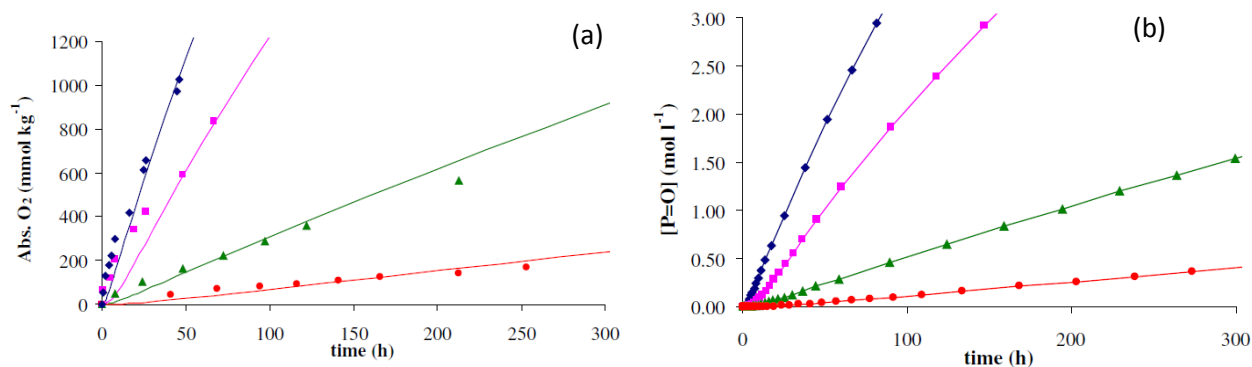 (a)
1200
1000
800
600
400
200
0
Abs. O₂ (mmol kg⁻¹)
0 50 100 150 200 250 300
time (h)
(b)
3.00
2.50
2.00
1.50
1.00
0.50
0.00
[P=O] (mol l⁻¹)
0 100 200 300
time (h)